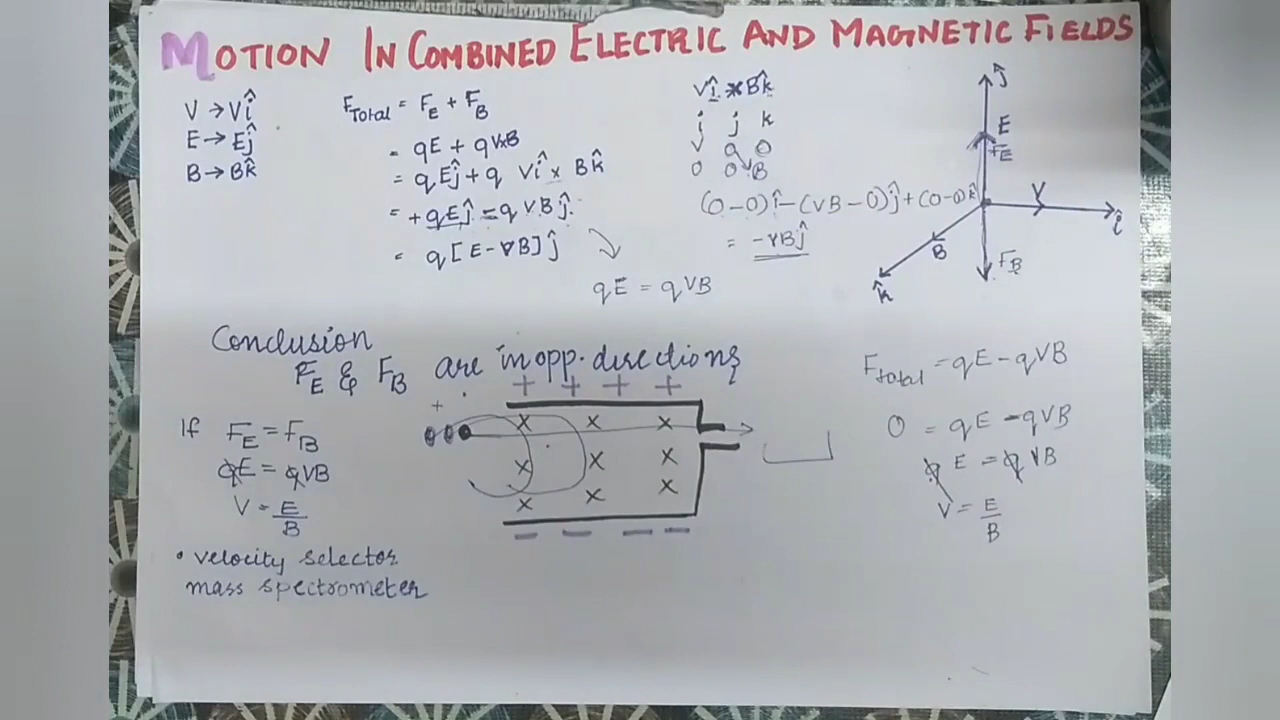 MOTION IN COMBINED ELECTRIC AND MAGNETIC FIELDS
V → Vî
E → Eĵ
B → Bk̂
F_Total = F_E + F_B
= qE + qV×B
= qEĵ + q Vî × Bk̂
= +qEĵ = qVBĵ.
= q[E-VB]ĵ
qE = qVB
Vî × Bk̂
i j k
V 0 0
0 0 B
(0-0)î-(VB-0)ĵ+(0-0)k̂
= -VBĵ
ĵ
E
F_E
V
î
B
k̂
F_B
Conclusion
F_E & F_B are in opp. directions
If F_E = F_B
qE = qVB
V = E/B
• velocity selector
mass spectrometer
+ + + +
+
x x x
x x x
x x x
- - - -
F_total = qE - qVB
0 = qE - qVB
q E = q VB
V = E/B